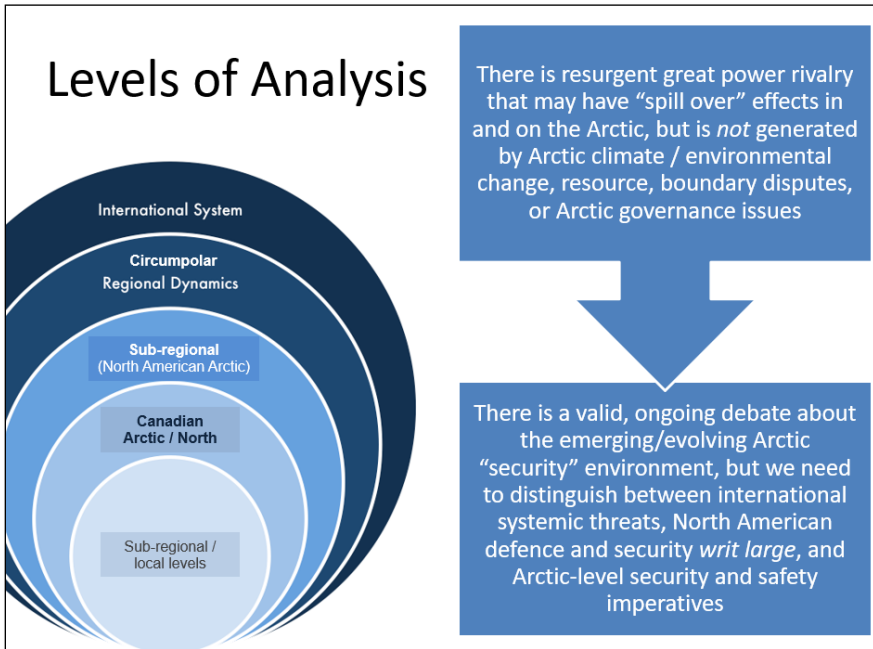 Levels of Analysis
International System
Circumpolar
Regional Dynamics
Sub-regional
(North American Arctic)
Canadian
Arctic / North
Sub-regional /
local levels
There is resurgent great power rivalry
that may have “spill over” effects in
and on the Arctic, but is not generated
by Arctic climate / environmental
change, resource, boundary disputes,
or Arctic governance issues
There is a valid, ongoing debate about
the emerging/evolving Arctic
“security” environment, but we need
to distinguish between international
systemic threats, North American
defence and security writ large, and
Arctic-level security and safety
imperatives